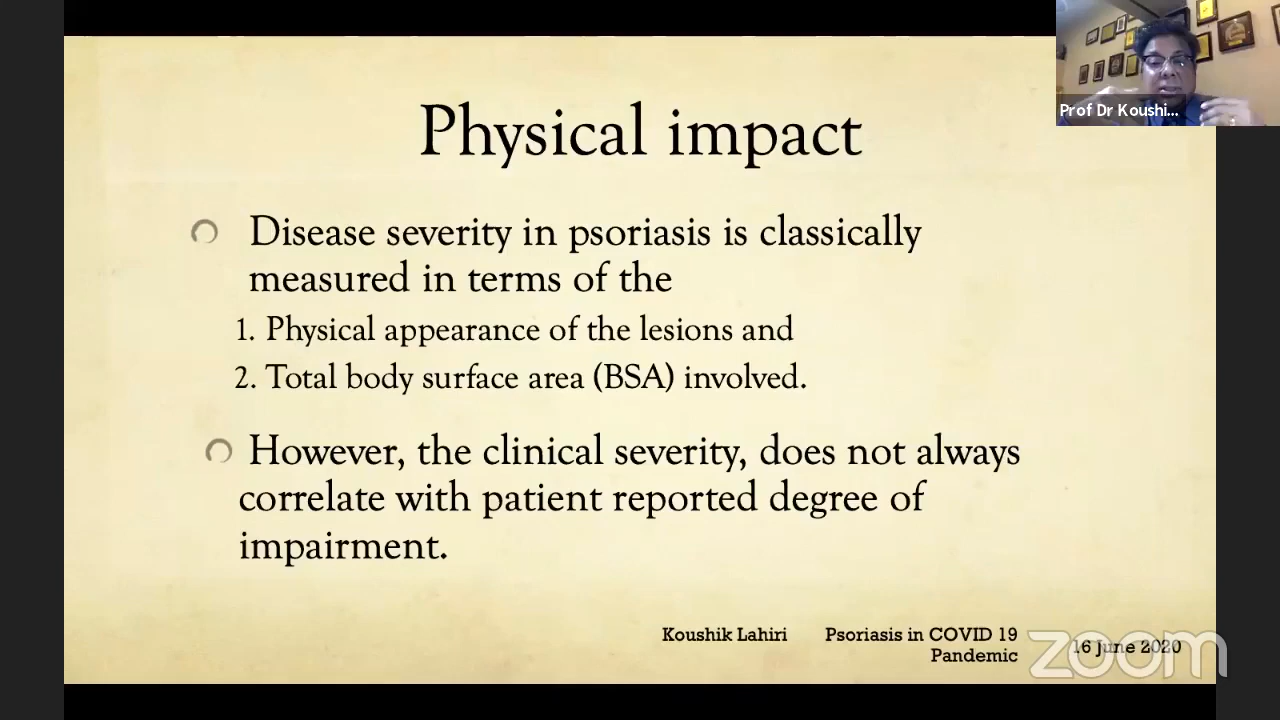 Prof Dr Koushi...
Physical impact
Disease severity in psoriasis is classically
measured in terms of the
1. Physical appearance of the lesions and
2. Total body surface area (BSA) involved.
However, the clinical severity, does not always
correlate with patient reported degree of
impairment.
Koushik Lahiri
Psoriasis in COVID 19
Pandemic
16 June 2020
zoom